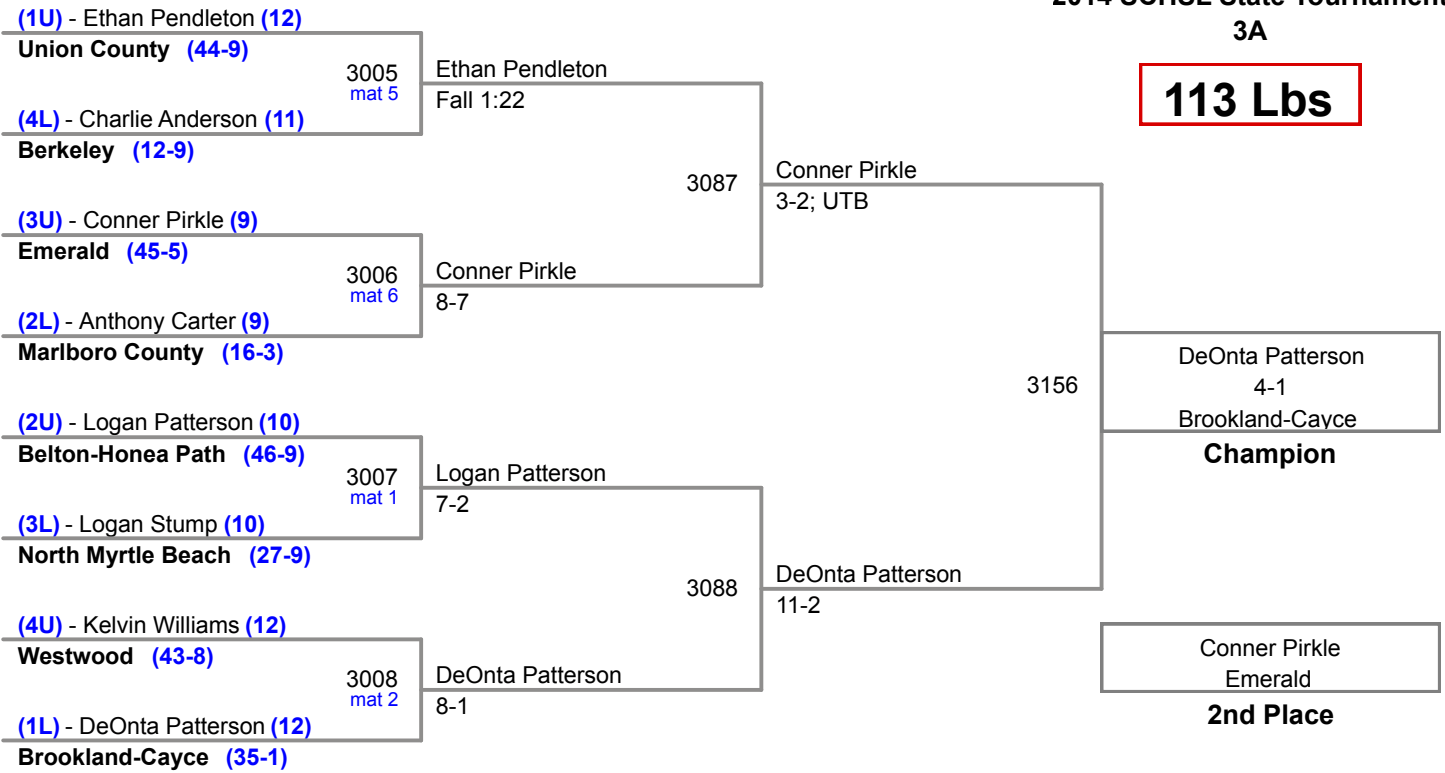 2014 SCHSL State Tournament
3A
113 Lbs
(1U) - Ethan Pendleton (12)
Union County (44-9)
3005
mat 5
Ethan Pendleton
Fall 1:22
(4L) - Charlie Anderson (11)
Berkeley (12-9)
3087
Conner Pirkle
3-2; UTB
(3U) - Conner Pirkle (9)
Emerald (45-5)
3006
mat 6
Conner Pirkle
8-7
(2L) - Anthony Carter (9)
Marlboro County (16-3)
3156
DeOnta Patterson
4-1
Brookland-Cayce
Champion
(2U) - Logan Patterson (10)
Belton-Honea Path (46-9)
3007
mat 1
Logan Patterson
7-2
(3L) - Logan Stump (10)
North Myrtle Beach (27-9)
3088
DeOnta Patterson
11-2
(4U) - Kelvin Williams (12)
Westwood (43-8)
3008
mat 2
DeOnta Patterson
8-1
(1L) - DeOnta Patterson (12)
Brookland-Cayce (35-1)
Conner Pirkle
Emerald
2nd Place